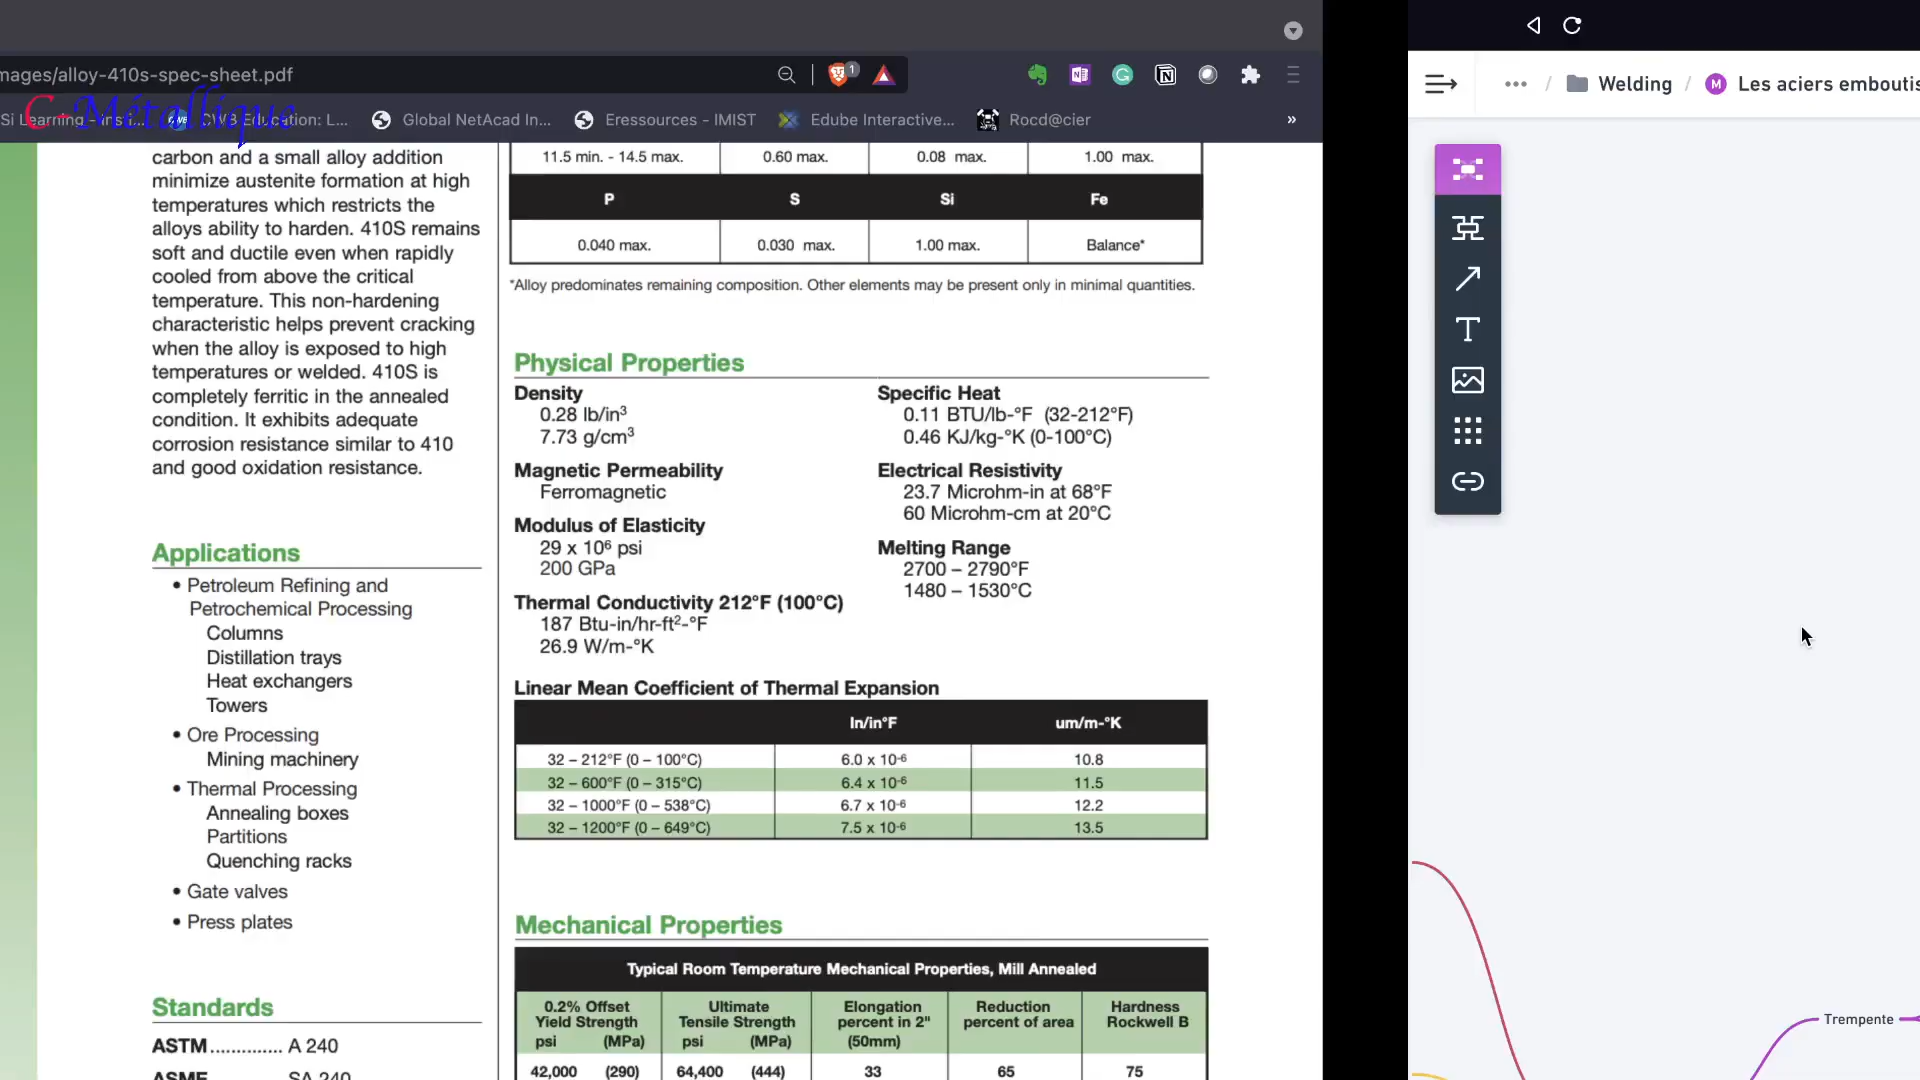 mages/alloy-410s-spec-sheet.pdf
1
C-Métallique
Si Learning - Insti...
CWB Education: L...
Global NetAcad In...
Eressources - IMIST
Edube Interactive...
Rocd@cier
»
carbon and a small alloy addition
minimize austenite formation at high
temperatures which restricts the
alloys ability to harden. 410S remains
soft and ductile even when rapidly
cooled from above the critical
temperature. This non-hardening
characteristic helps prevent cracking
when the alloy is exposed to high
temperatures or welded. 410S is
completely ferritic in the annealed
condition. It exhibits adequate
corrosion resistance similar to 410
and good oxidation resistance.
Applications
• Petroleum Refining and
Petrochemical Processing
Columns
Distillation trays
Heat exchangers
Towers
• Ore Processing
Mining machinery
• Thermal Processing
Annealing boxes
Partitions
Quenching racks
• Gate valves
• Press plates
Standards
ASTM.............. A 240
ASME SA 240
11.5 min. - 14.5 max. 0.60 max. 0.08 max. 1.00 max.
P S Si Fe
0.040 max. 0.030 max. 1.00 max. Balance*
*Alloy predominates remaining composition. Other elements may be present only in minimal quantities.
Physical Properties
Density
0.28 lb/in³
7.73 g/cm³
Magnetic Permeability
Ferromagnetic
Modulus of Elasticity
29 x 10⁶ psi
200 GPa
Thermal Conductivity 212°F (100°C)
187 Btu-in/hr-ft²-°F
26.9 W/m-°K
Specific Heat
0.11 BTU/lb-°F (32-212°F)
0.46 KJ/kg-°K (0-100°C)
Electrical Resistivity
23.7 Microhm-in at 68°F
60 Microhm-cm at 20°C
Melting Range
2700 – 2790°F
1480 – 1530°C
Linear Mean Coefficient of Thermal Expansion
In/in°F um/m-°K
32 – 212°F (0 – 100°C) 6.0 x 10⁻⁶ 10.8
32 – 600°F (0 – 315°C) 6.4 x 10⁻⁶ 11.5
32 – 1000°F (0 – 538°C) 6.7 x 10⁻⁶ 12.2
32 – 1200°F (0 – 649°C) 7.5 x 10⁻⁶ 13.5
Mechanical Properties
Typical Room Temperature Mechanical Properties, Mill Annealed
0.2% Offset Ultimate Elongation Reduction Hardness
Yield Strength Tensile Strength percent in 2" percent of area Rockwell B
psi (MPa) psi (MPa) (50mm)
42,000 (290) 64,400 (444) 33 65 75
... / Welding / M Les aciers emboutis
T
Trempente